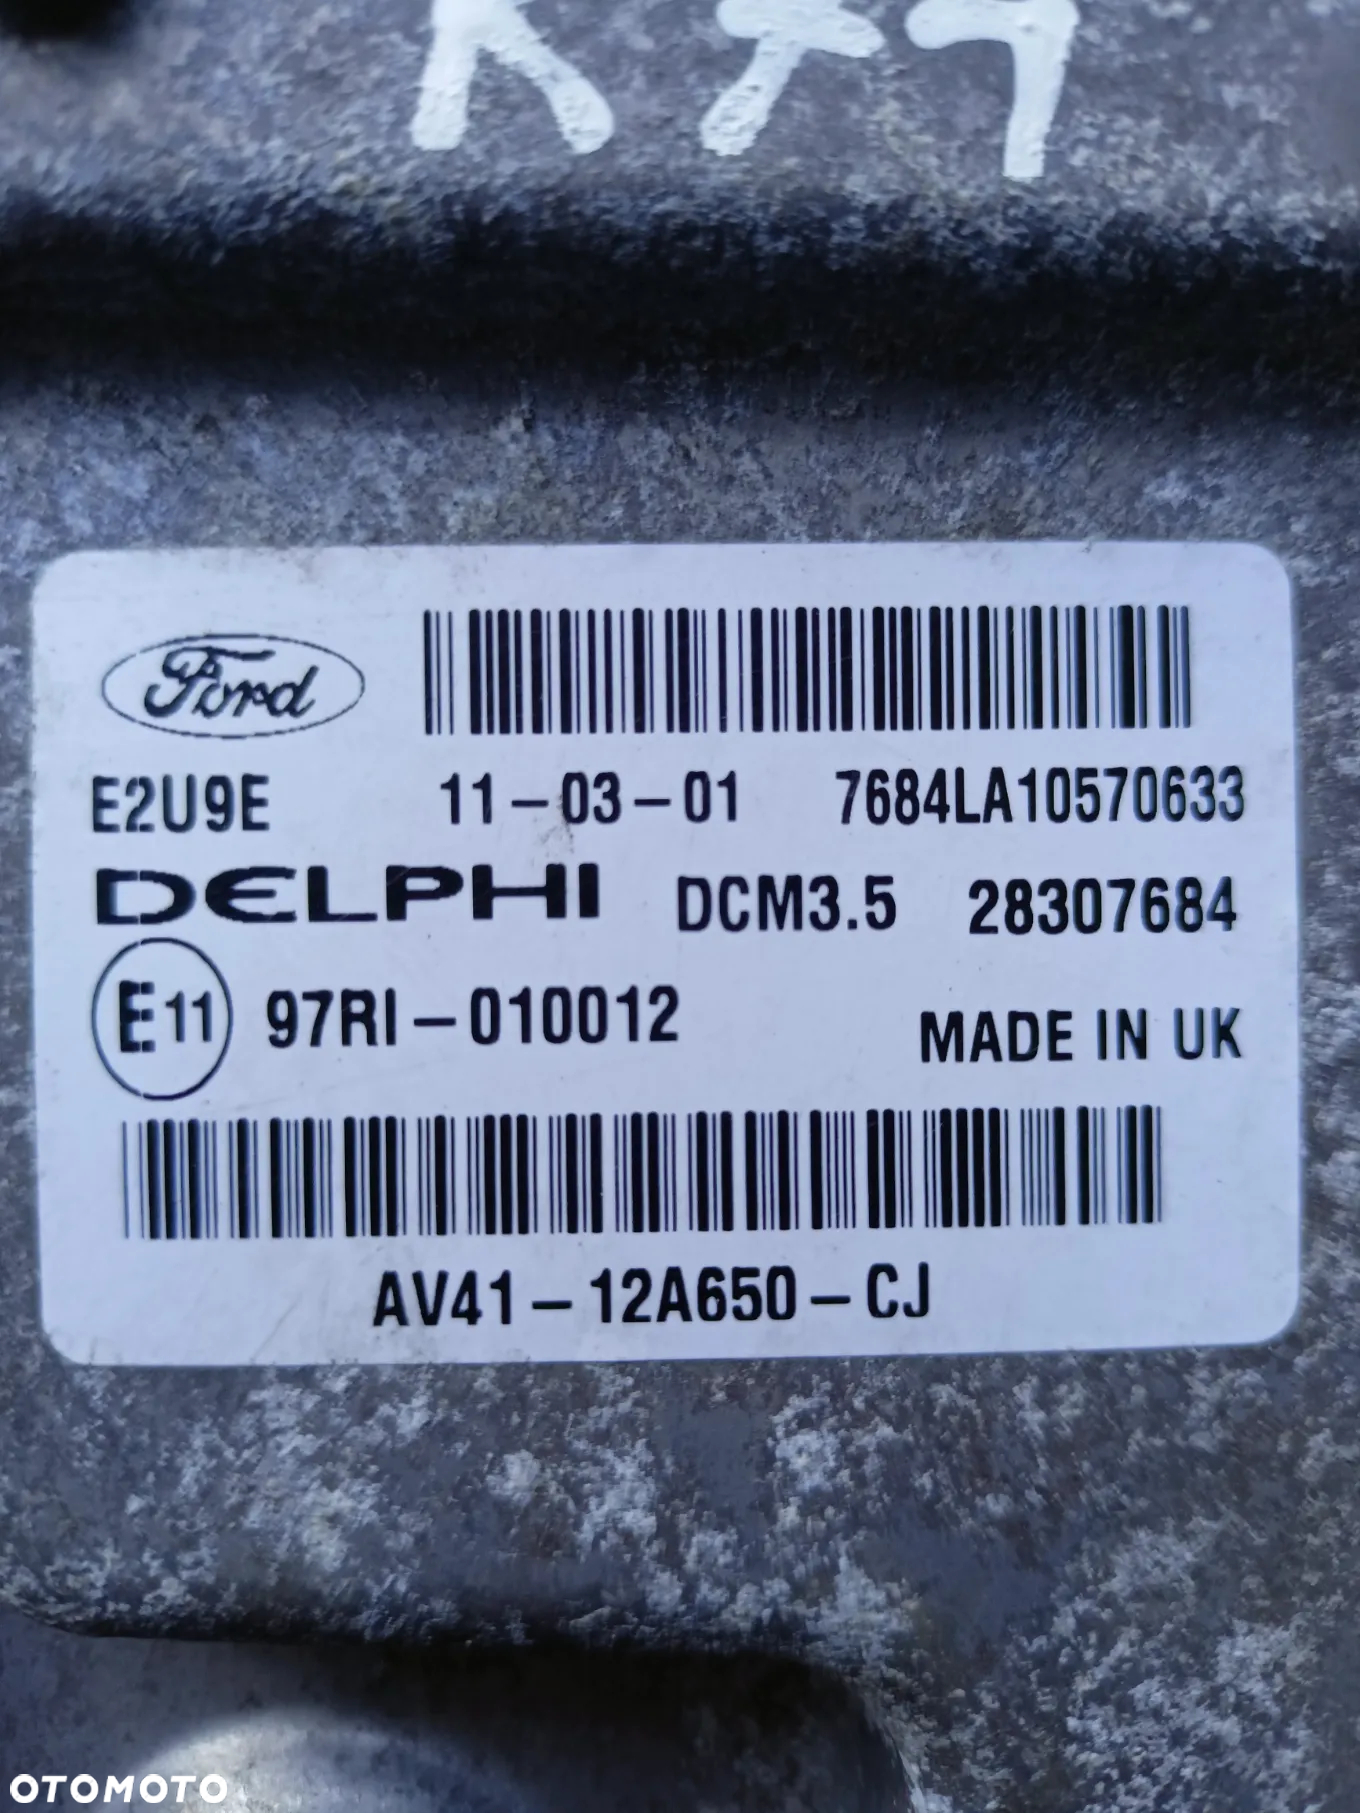 Ford
E2U9E 11-03-01 7684LA10570633
DELPHI DCM3.5 28307684
E11 97RI-010012 MADE IN UK
AV41-12A650-CJ
OTOMOTO